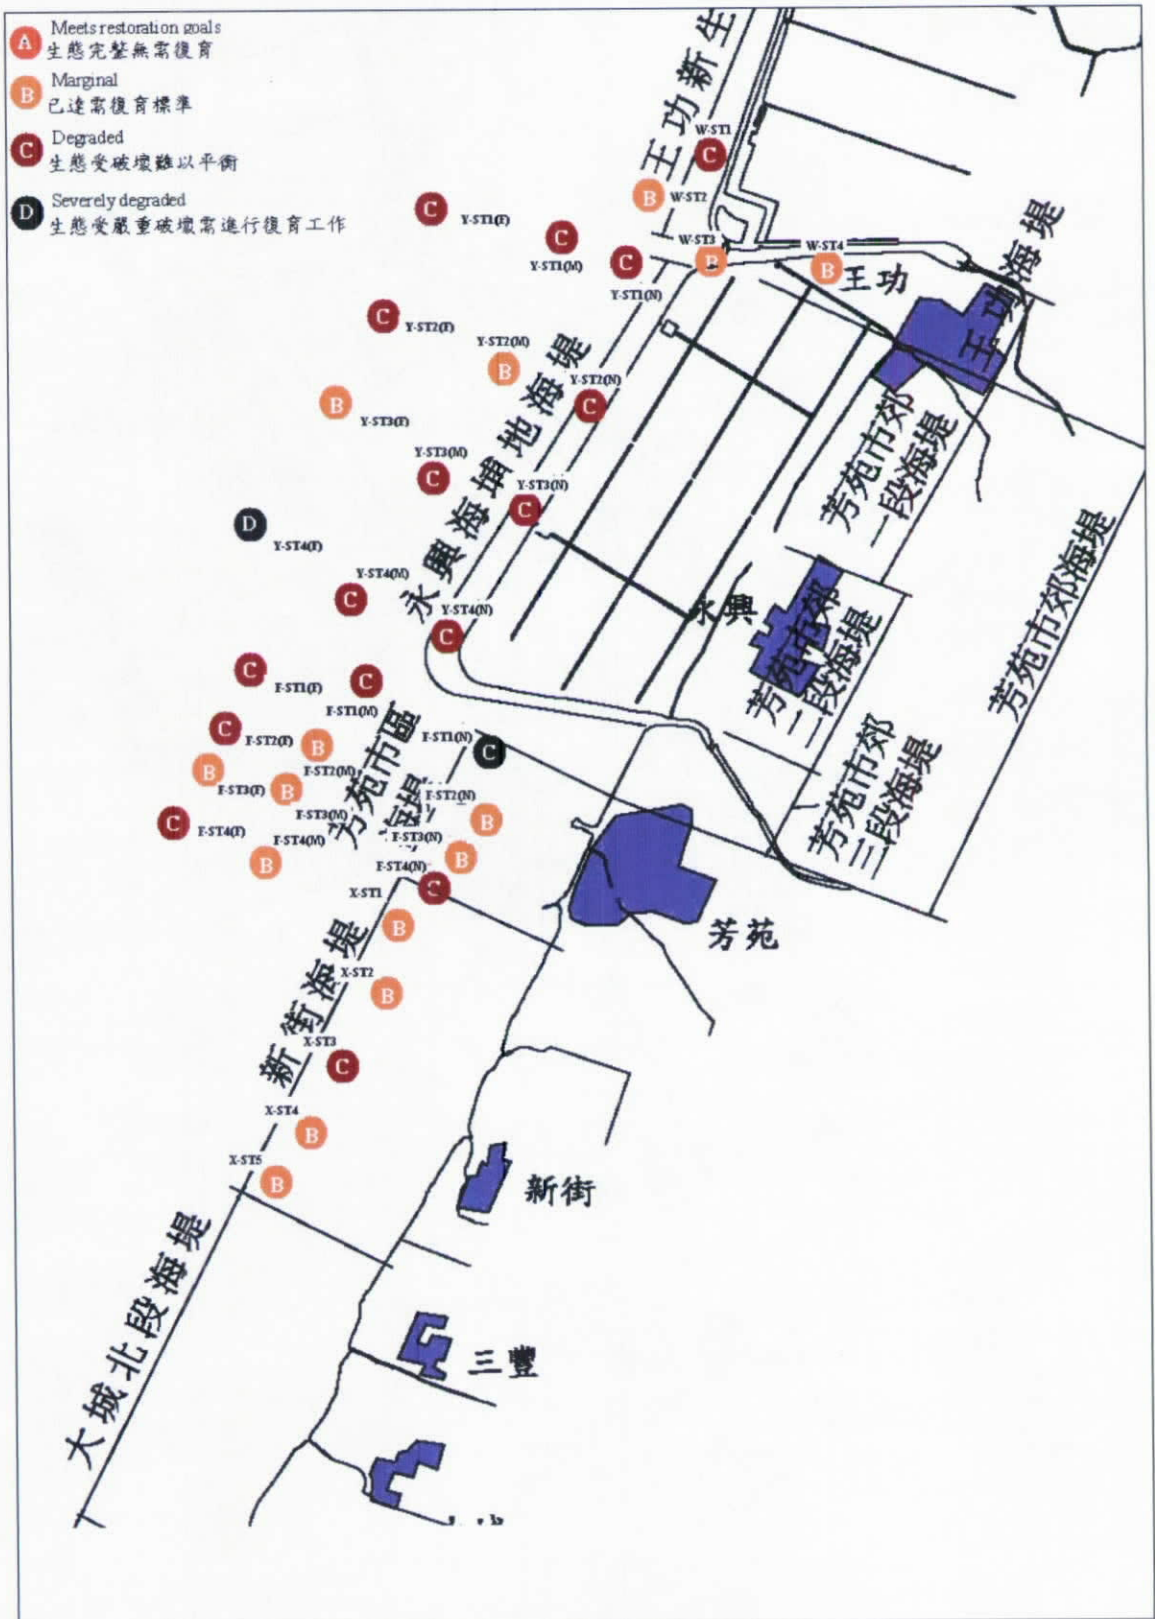 A Meets restoration goals
生態完整無需復育
B Marginal
已達需復育標準
C Degraded
生態受破壞難以平衡
D Severely degraded
生態受嚴重破壞需進行復育工作
王功新生
W-ST1
C
B W-ST2
C Y-ST1(F)
C
Y-ST1(M)
C
Y-ST1(N)
W-ST3
B
W-ST4
B
王功
王功海堤
C Y-ST2(F)
Y-ST2(M)
B
Y-ST2(N)
C
B
Y-ST3(F)
Y-ST3(M)
C
Y-ST3(N)
C
永興海埔地海堤
芳苑市郊
一段海堤
D
Y-ST4(F)
Y-ST4(M)
C
Y-ST4(N)
C
永興
芳苑市郊
二段海堤
芳苑市郊海堤
C
F-ST1(F)
C
F-ST1(M)
C
F-ST2(F)
B
F-ST2(M)
F-ST1(N)
C
芳苑市區
海堤
芳苑市郊
三段海堤
B
F-ST3(F)
B
F-ST3(M)
F-ST2(N)
B
C
F-ST4(F)
F-ST4(M)
B
F-ST3(N)
B
F-ST4(N)
C
芳苑
X-ST1
B
新街海堤
X-ST2
B
X-ST3
C
X-ST4
B
X-ST5
B
新街
大城北段海堤
三豐